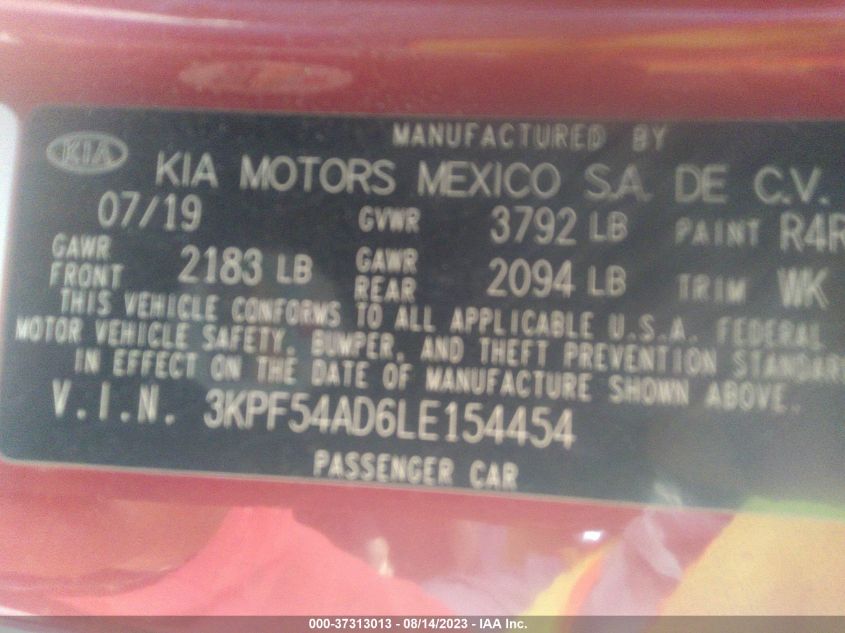 MANUFACTURED BY
KIA KIA MOTORS MEXICO S.A. DE C.V.
07/19 GVWR 3792 LB PAINT R4R
GAWR FRONT 2183 LB GAWR REAR 2094 LB TRIM WK
THIS VEHICLE CONFORMS TO ALL APPLICABLE U.S.A. FEDERAL
MOTOR VEHICLE SAFETY, BUMPER, AND THEFT PREVENTION STANDARD
IN EFFECT ON THE DATE OF MANUFACTURE SHOWN ABOVE.
V.I.N. 3KPF54AD6LE154454
PASSENGER CAR
000-37313013 - 08/14/2023 - IAA Inc.